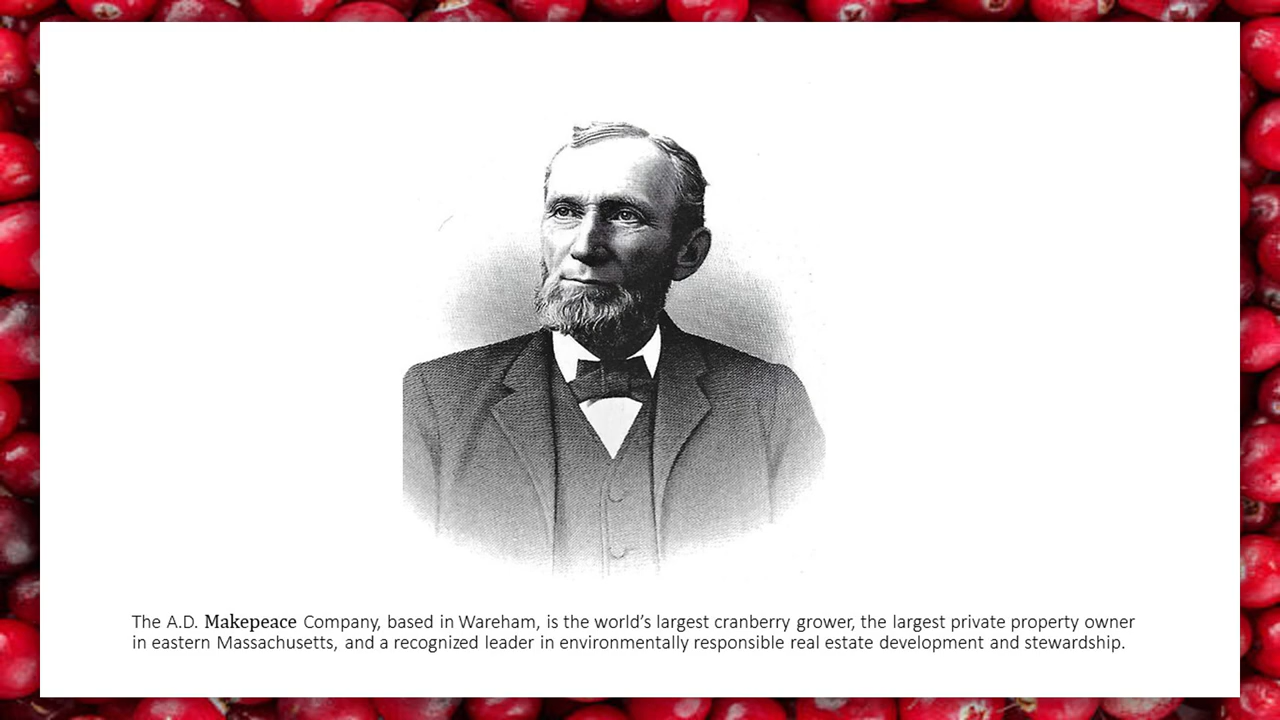 The A.D. Makepeace Company, based in Wareham, is the world’s largest cranberry grower, the largest private property owner
in eastern Massachusetts, and a recognized leader in environmentally responsible real estate development and stewardship.